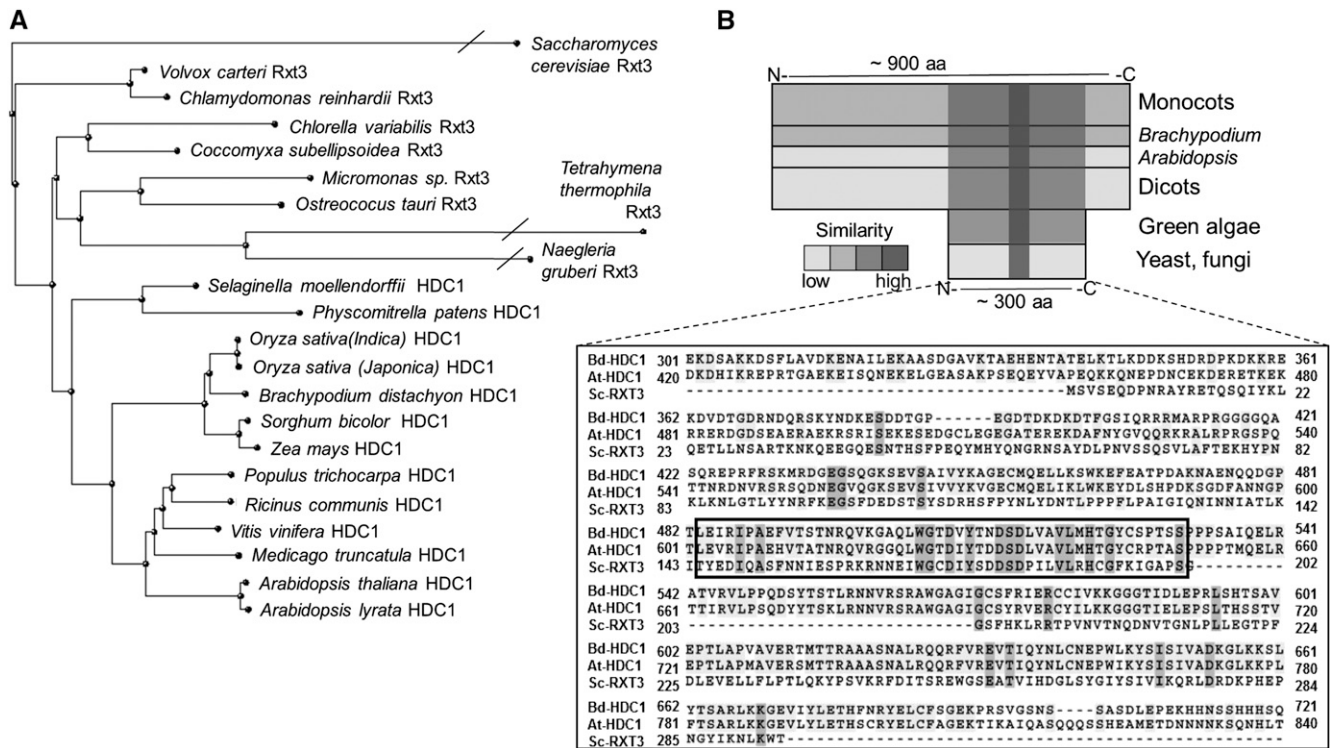 A
Saccharomyces
cerevisiae Rxt3
Volvox carteri Rxt3
Chlamydomonas reinhardii Rxt3
Chlorella variabilis Rxt3
Coccomyxa subellipsoidea Rxt3
Tetrahymena
thermophila
Rxt3
Micromonas sp. Rxt3
Ostreococus tauri Rxt3
Naegleria
gruberi Rxt3
Selaginella moellendorffii HDC1
Physcomitrella patens HDC1
Oryza sativa(Indica) HDC1
Oryza sativa (Japonica) HDC1
Brachypodium distachyon HDC1
Sorghum bicolor HDC1
Zea mays HDC1
Populus trichocarpa HDC1
Ricinus communis HDC1
Vitis vinifera HDC1
Medicago truncatula HDC1
Arabidopsis thaliana HDC1
Arabidopsis lyrata HDC1
B
N- ~ 900 aa -C
Monocots
Brachypodium
Arabidopsis
Dicots
Green algae
Yeast, fungi
Similarity
low high
N- ~ 300 aa -C
Bd-HDC1 301 EKDSAKKDSFLAVDKENAILEKAASDGAVKTAEHENTATELKTLKDDKSHDRDPKDKKRE 361
At-HDC1 420 DKDHIKREPRTGAEKEISQNEKELGEASAKPSEQEYVAPEQKKQNEPDNCEKDERETKEK 480
Sc-RXT3 --------------------------------------MSVSEQDPNRAYRETQSQIYKL 22
Bd-HDC1 362 KDVDTGDRNDQRSKYNDKESDDTGP------EGDTDKDKDTFGSIQRRRMARPRGGGGQA 421
At-HDC1 481 RRERDGDSEAERAEKRSRISEKESEDGCLEGEGATEREKDAFNYGVQQRKRALRPRGSPQ 540
Sc-RXT3 23 QETLLNSARTKNKQEEGQESNTHSFPEQYMHYQNGRNSAYDLPNVSSQSVLAFTEKHYPN 82
Bd-HDC1 422 SQREPRFRSKMRDGEGSQGKSEVSAIVYKAGECMQELLKSWKEFEATPDAKNAENQQDGP 481
At-HDC1 541 TTNRDNVRSRSQDNEGVQGKSEVSIVVYKVGECMQELIKLWKEYDLSHPDKSGDFANNGP 600
Sc-RXT3 83 KLKNLGTLYYNRFKEGSFDEDSTSYSDRHSFPYNLYDNTLPPPFLPAIGIQNINNIATLK 142
Bd-HDC1 482 TLEIRIPAEFVTSTNRQVKGAQLWGTDVYTNDSDLVAVLMHTGYCSPTSSPPPSAIQELR 541
At-HDC1 601 TLEVRIPAEHVTATNRQVRGGQLWGTDIYTDDSDLVAVLMHTGYCRPTASPPPPTMQELR 660
Sc-RXT3 143 ITYEDIQASFNNIESPRKRNNEIWGCDIYSDDSDPILVLRHCGFKIGAPSG--------- 202
Bd-HDC1 542 ATVRVLPPQDSYTSTLRNNVRSRAWGAGIGCSFRIERCCIVKKGGGTIDLEPRLSHTSAV 601
At-HDC1 661 TTIRVLPSQDYYTSKLRNNVRSRAWGAGIGCSYRVERCYILKKGGGTIELEPSLTHSSTV 720
Sc-RXT3 203 -----------------------------GSFHKLRRTPVNVTNQDNVTGNLPLLEGTPF 224
Bd-HDC1 602 EPTLAPVAVERTMTTRAAASNALRQQRFVREVTIQYNLCNEPWLKYSISIVADKGLKKSL 661
At-HDC1 721 EPTLAPMAVERSMTTRAAASNALRQQRFVREVTIQYNLCNEPWIKYSISIVADKGLKKPL 780
Sc-RXT3 225 DLEVELLFLPTLQKYPSVKRFDITSREWGSEATVIHDGLSYGIYSIVIKQRLDRDKPHEP 284
Bd-HDC1 662 YTSARLKKGEVIYLETHFNRYELCFSGEKPRSVGSNS----SASDLEPEKHHNSSHHHSQ 721
At-HDC1 781 FTSARLKKGEVLYLETHSCRYELCFAGEKTIKAIQASQQQSSHEAMETDNNNNKSQNHLT 840
Sc-RXT3 285 NGYIKNLKWT--------------------------------------------------